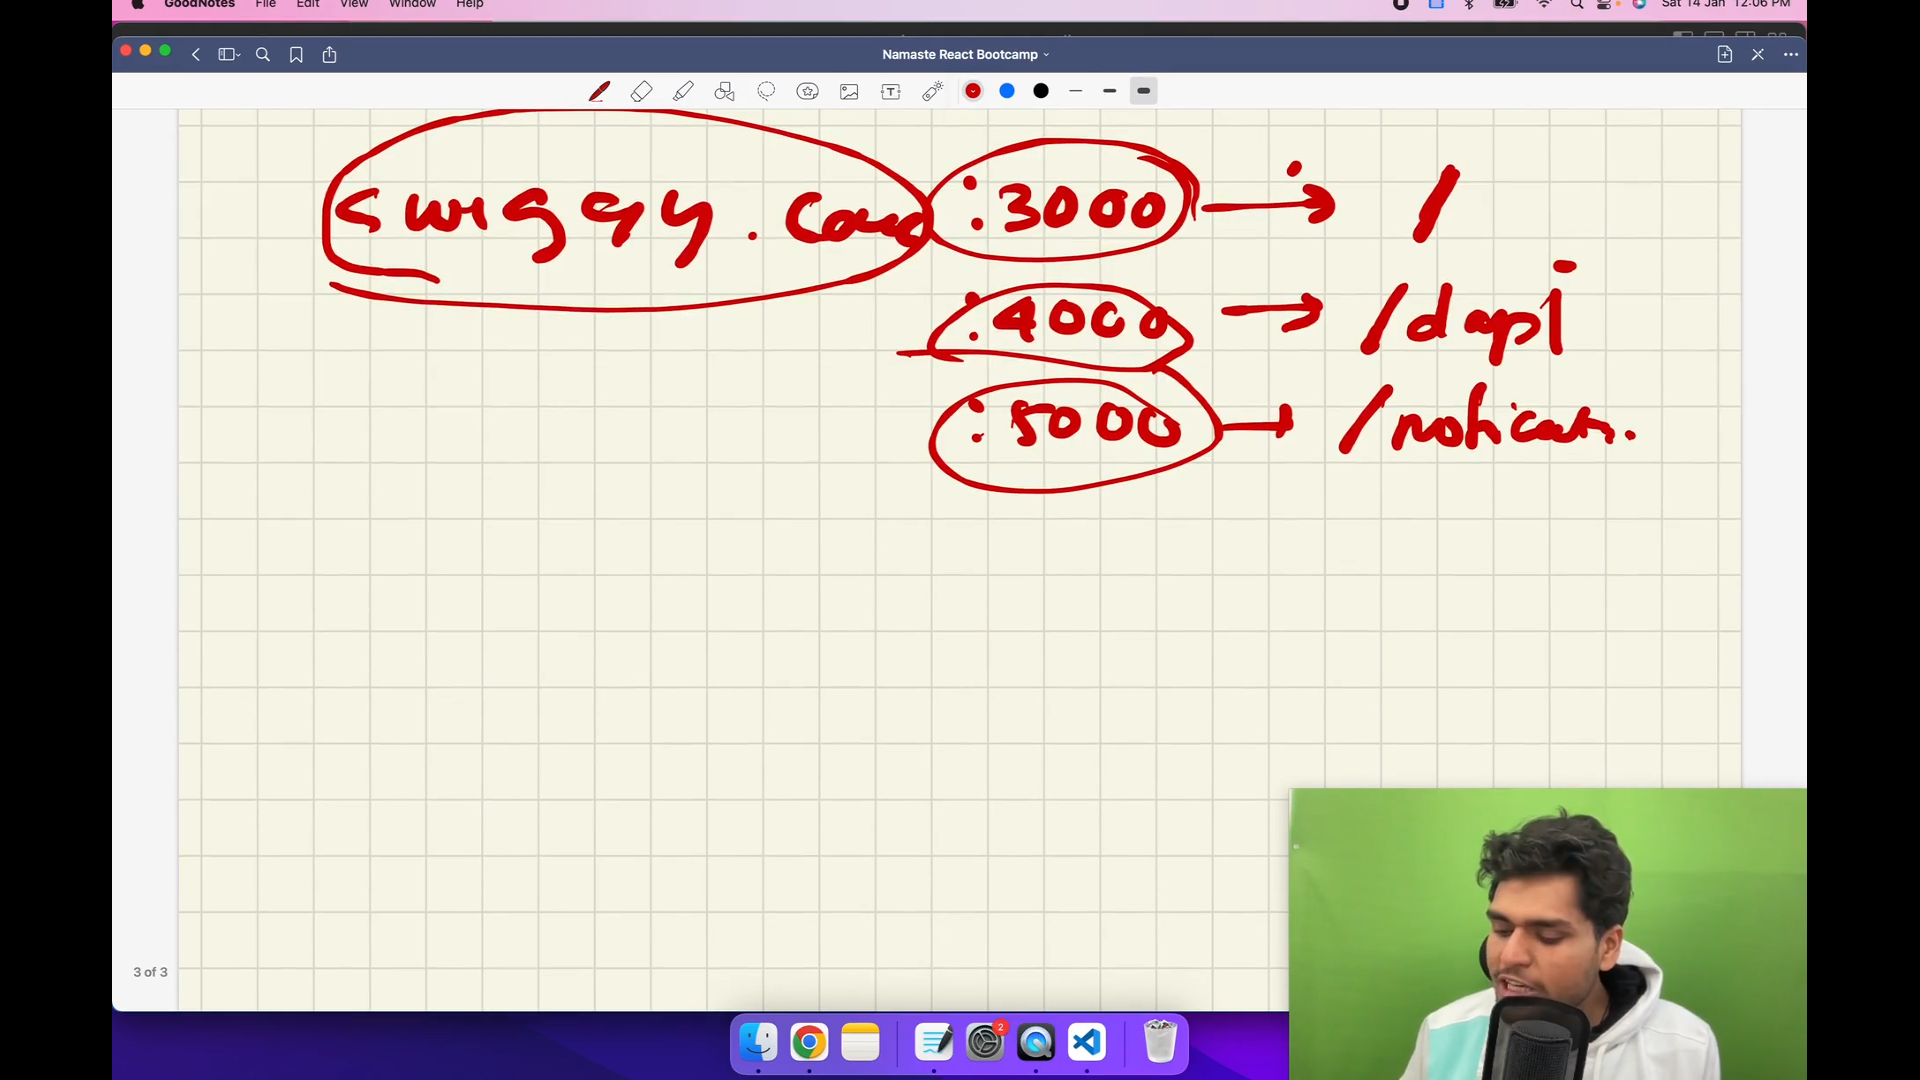 GoodNotes File Edit View Window Help Sat 14 Jan 12:06 PM
Namaste React Bootcamp
swiggy.com :3000 → /
:4000 → /dapi
:5000 → /
3 of 3
2